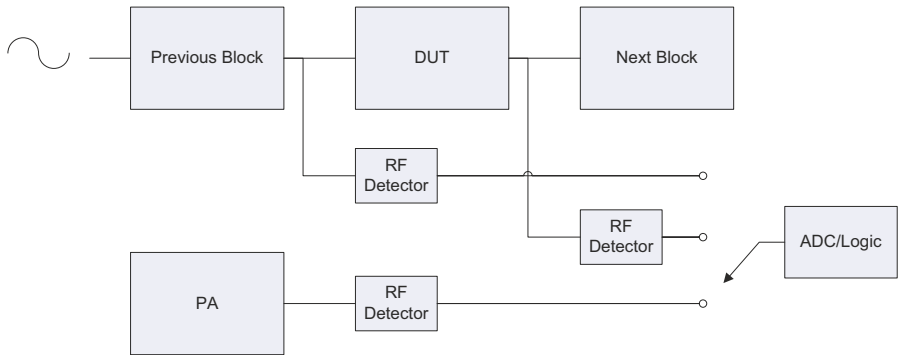 Previous Block
DUT
Next Block
RF
Detector
RF
Detector
ADC/Logic
PA
RF
Detector